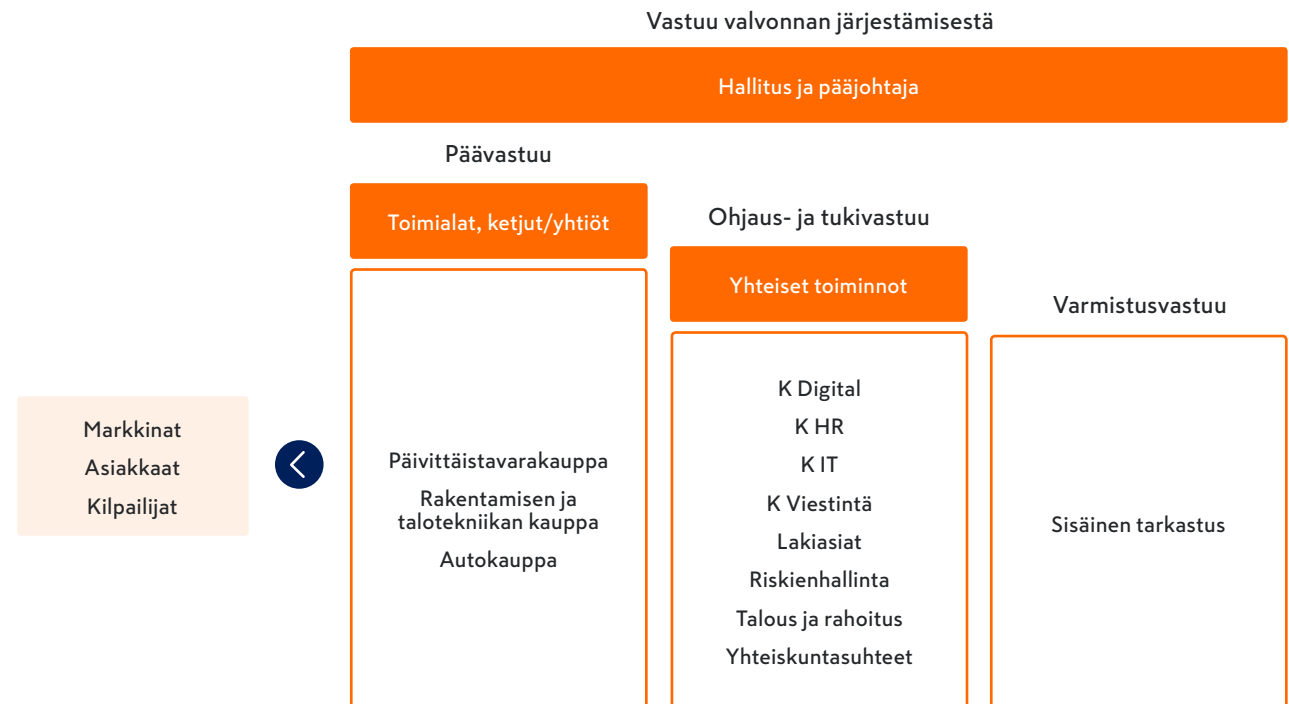 Vastuu valvonnan järjestämisestä
Hallitus ja pääjohtaja
Päävastuu
Toimialat, ketjut/yhtiöt
Ohjaus- ja tukivastuu
Yhteiset toiminnot
Varmistusvastuu
Markkinat
Asiakkaat
Kilpailijat
Päivittäistavarakauppa
Rakentamisen ja
talotekniikan kauppa
Autokauppa
K Digital
K HR
K IT
K Viestintä
Lakiasiat
Riskienhallinta
Talous ja rahoitus
Yhteiskuntasuhteet
Sisäinen tarkastus